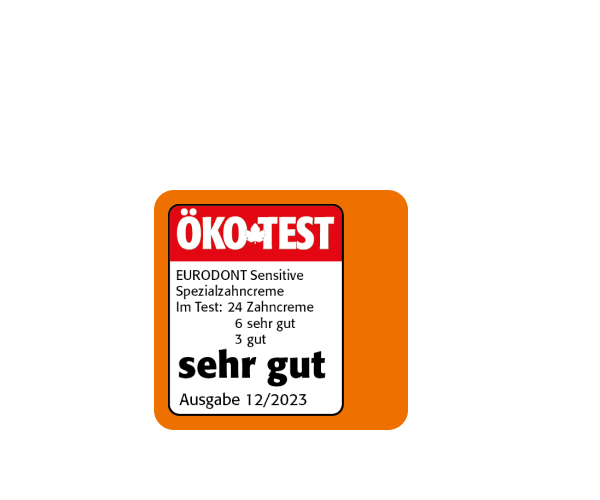 ÖKO TEST
EURODONT Sensitive
Spezialzahncreme
Im Test: 24 Zahncreme
6 sehr gut
3 gut
sehr gut
Ausgabe 12/2023